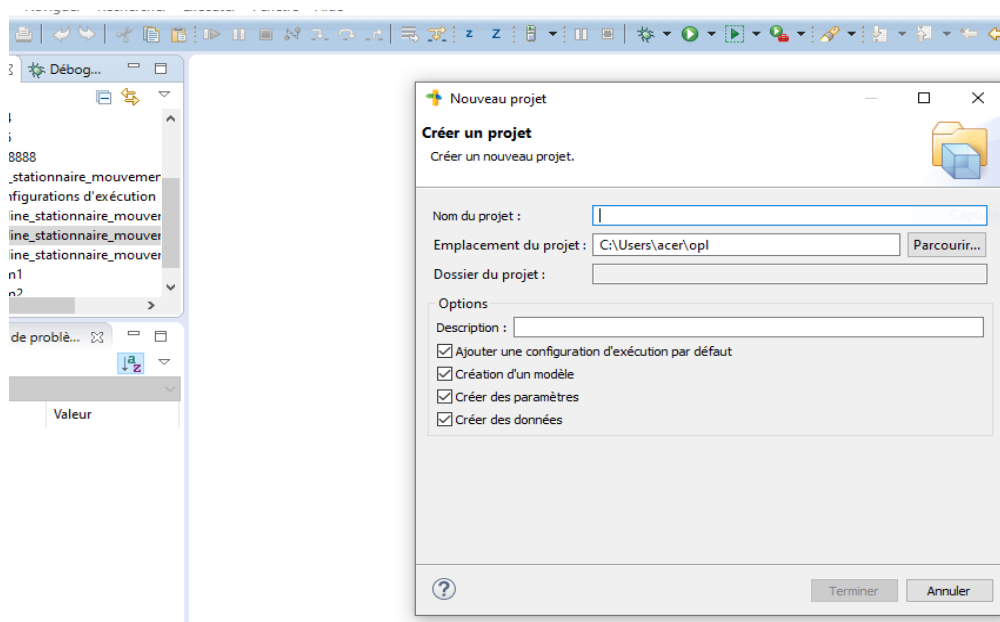 Débog...
8888
_stationnaire_mouvemer
nfigurations d'exécution
line_stationnaire_mouver
line_stationnaire_mouver
line_stationnaire_mouver
n1
n2
de problè...
Valeur
Nouveau projet
Créer un projet
Créer un nouveau projet.
Nom du projet :
Emplacement du projet : C:\Users\acer\opl Parcourir...
Dossier du projet :
Options
Description :
Ajouter une configuration d'exécution par défaut
Création d'un modèle
Créer des paramètres
Créer des données
Terminer Annuler